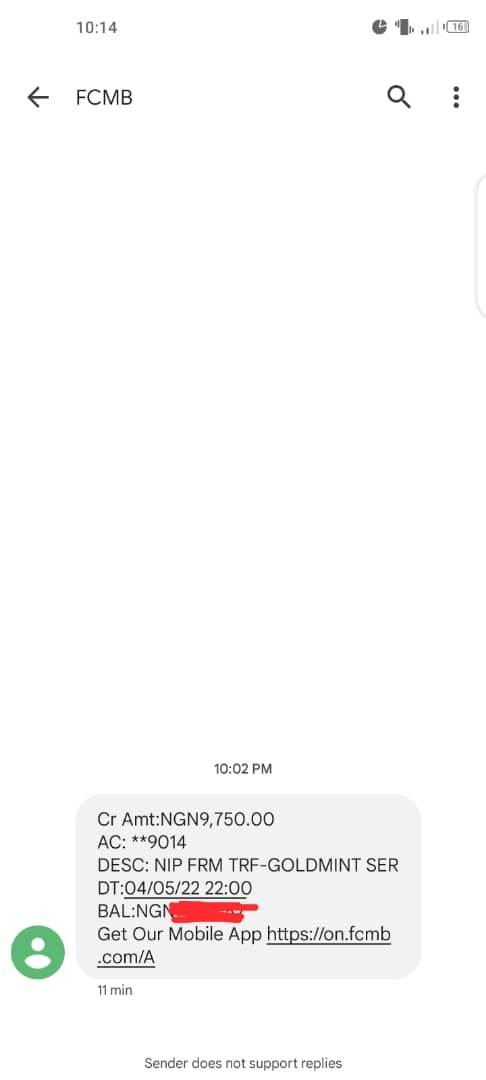 10:14
16
FCMB
10:02 PM
Cr Amt:NGN9,750.00
AC: **9014
DESC: NIP FRM TRF-GOLDMINT SER
DT:04/05/22 22:00
BAL:NGN
Get Our Mobile App https://on.fcmb
.com/A
11 min
Sender does not support replies